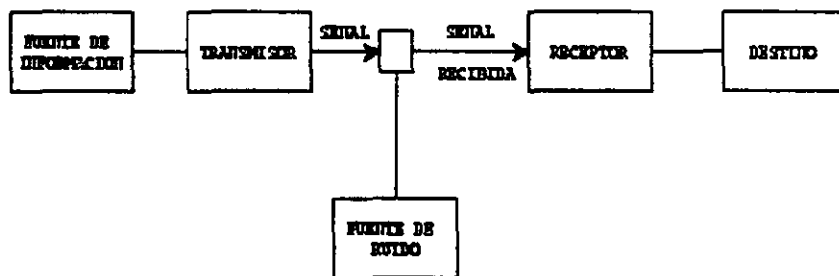 FUENTE DE
INFORMACION
TRANSMISOR
SEÑAL
SEÑAL
RECIBIDA
RECEPTOR
DESTINO
FUENTE DE
RUIDO